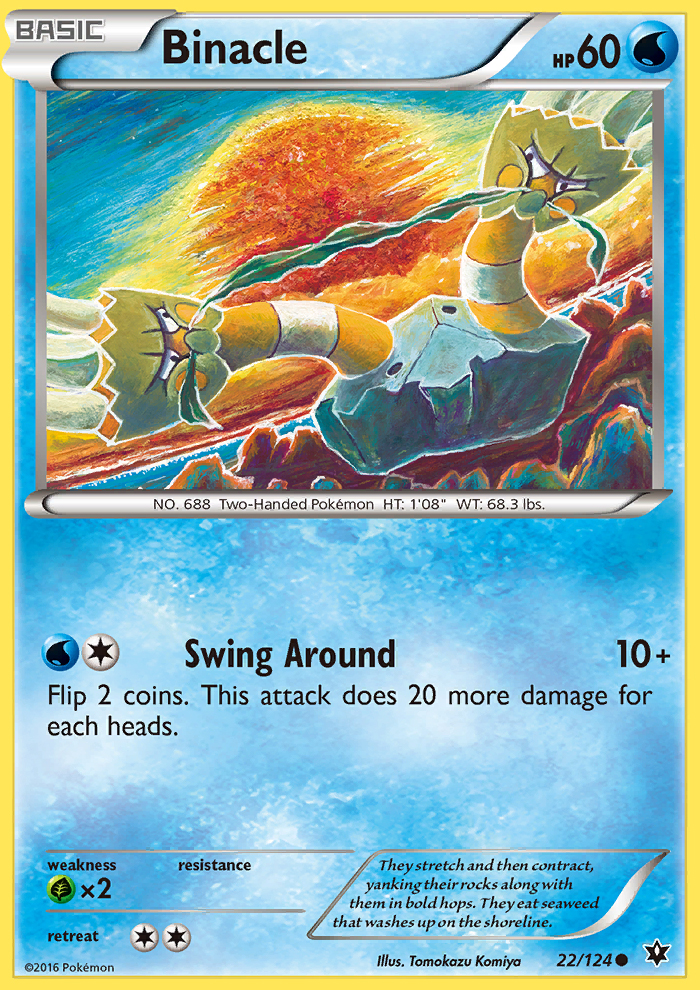 BASIC
Binacle
HP60
NO. 688 Two-Handed Pokémon HT: 1'08" WT: 68.3 lbs.
Swing Around 10+
Flip 2 coins. This attack does 20 more damage for
each heads.
weakness resistance
×2
retreat
They stretch and then contract,
yanking their rocks along with
them in bold hops. They eat seaweed
that washes up on the shoreline.
©2016 Pokémon
Illus. Tomokazu Komiya
22/124